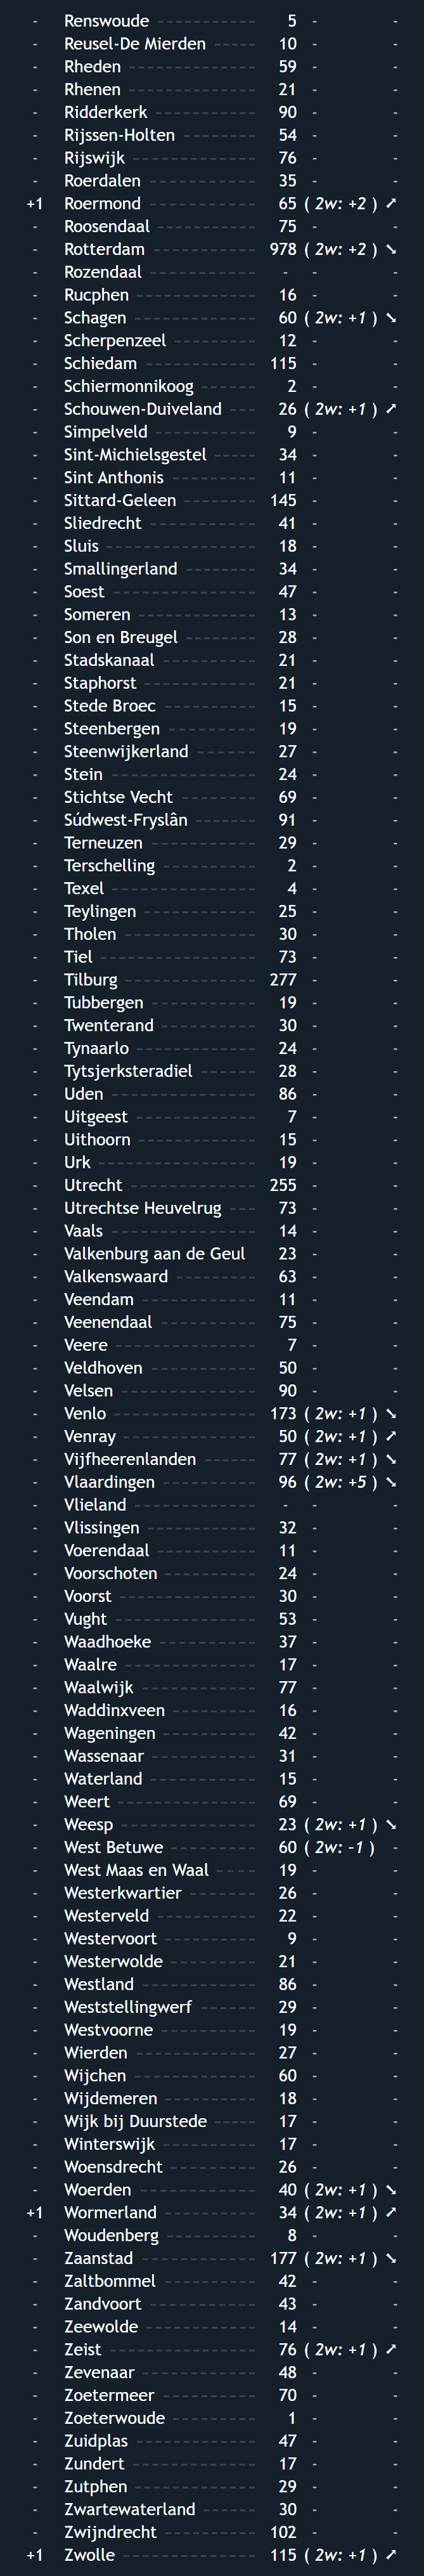 - Renswoude ----------- 5 - -
- Reusel-De Mierden ----- 10 - -
- Rheden -------------- 59 - -
- Rhenen -------------- 21 - -
- Ridderkerk ----------- 90 - -
- Rijssen-Holten -------- 54 - -
- Rijswijk ------------- 76 - -
- Roerdalen ----------- 35 - -
+1 Roermond ----------- 65 ( 2w: +2 ) ➚
- Roosendaal ---------- 75 - -
- Rotterdam ----------- 978 ( 2w: +2 ) ➘
- Rozendaal ----------- - - -
- Rucphen ------------- 16 - -
- Schagen ------------- 60 ( 2w: +1 ) ➘
- Scherpenzeel --------- 12 - -
- Schiedam ------------ 115 - -
- Schiermonnikoog ------ 2 - -
- Schouwen-Duiveland --- 26 ( 2w: +1 ) ➚
- Simpelveld ----------- 9 - -
- Sint-Michielsgestel ----- 34 - -
- Sint Anthonis --------- 11 - -
- Sittard-Geleen -------- 145 - -
- Sliedrecht ------------ 41 - -
- Sluis ---------------- 18 - -
- Smallingerland -------- 34 - -
- Soest ---------------- 47 - -
- Someren ------------- 13 - -
- Son en Breugel -------- 28 - -
- Stadskanaal ---------- 21 - -
- Staphorst ------------ 21 - -
- Stede Broec ---------- 15 - -
- Steenbergen ---------- 19 - -
- Steenwijkerland ------- 27 - -
- Stein ---------------- 24 - -
- Stichtse Vecht --------- 69 - -
- Súdwest-Fryslân ------- 91 - -
- Terneuzen ------------ 29 - -
- Terschelling ----------- 2 - -
- Texel ---------------- 4 - -
- Teylingen ------------ 25 - -
- Tholen -------------- 30 - -
- Tiel ----------------- 73 - -
- Tilburg -------------- 277 - -
- Tubbergen ------------ 19 - -
- Twenterand ----------- 30 - -
- Tynaarlo ------------- 24 - -
- Tytsjerksteradiel ------ 28 - -
- Uden ---------------- 86 - -
- Uitgeest ------------- 7 - -
- Uithoorn ------------- 15 - -
- Urk ----------------- 19 - -
- Utrecht -------------- 255 - -
- Utrechtse Heuvelrug --- 73 - -
- Vaals ---------------- 14 - -
- Valkenburg aan de Geul 23 - -
- Valkenswaard --------- 63 - -
- Veendam ------------- 11 - -
- Veenendaal ----------- 75 - -
- Veere ---------------- 7 - -
- Veldhoven ------------ 50 - -
- Velsen --------------- 90 - -
- Venlo ---------------- 173 ( 2w: +1 ) ➘
- Venray --------------- 50 ( 2w: +1 ) ➚
- Vijfheerenlanden ------ 77 ( 2w: +1 ) ➘
- Vlaardingen ----------- 96 ( 2w: +5 ) ➘
- Vlieland -------------- - - -
- Vlissingen ------------ 32 - -
- Voerendaal ----------- 11 - -
- Voorschoten ---------- 24 - -
- Voorst --------------- 30 - -
- Vught ---------------- 53 - -
- Waadhoeke ----------- 37 - -
- Waalre --------------- 17 - -
- Waalwijk ------------- 77 - -
- Waddinxveen ---------- 16 - -
- Wageningen ----------- 42 - -
- Wassenaar ------------ 31 - -
- Waterland ------------ 15 - -
- Weert --------------- 69 - -
- Weesp --------------- 23 ( 2w: +1 ) ➘
- West Betuwe ---------- 60 ( 2w: -1 ) -
- West Maas en Waal ---- 19 - -
- Westerkwartier -------- 26 - -
- Westerveld ----------- 22 - -
- Westervoort ---------- 9 - -
- Westerwolde ---------- 21 - -
- Westland ------------- 86 - -
- Weststellingwerf ------ 29 - -
- Westvoorne ----------- 19 - -
- Wierden ------------- 27 - -
- Wijchen -------------- 60 - -
- Wijdemeren ---------- 18 - -
- Wijk bij Duurstede ----- 17 - -
- Winterswijk ----------- 17 - -
- Woensdrecht ---------- 26 - -
- Woerden ------------- 40 ( 2w: +1 ) ➘
+1 Wormerland ---------- 34 ( 2w: +1 ) ➚
- Woudenberg ---------- 8 - -
- Zaanstad ------------- 177 ( 2w: +1 ) ➘
- Zaltbommel ---------- 42 - -
- Zandvoort ------------ 43 - -
- Zeewolde ------------ 14 - -
- Zeist ---------------- 76 ( 2w: +1 ) ➚
- Zevenaar ------------- 48 - -
- Zoetermeer ----------- 70 - -
- Zoeterwoude ---------- 1 - -
- Zuidplas ------------- 47 - -
- Zundert -------------- 17 - -
- Zutphen -------------- 29 - -
- Zwartewaterland ------ 30 - -
- Zwijndrecht ----------- 102 - -
+1 Zwolle --------------- 115 ( 2w: +1 ) ➚